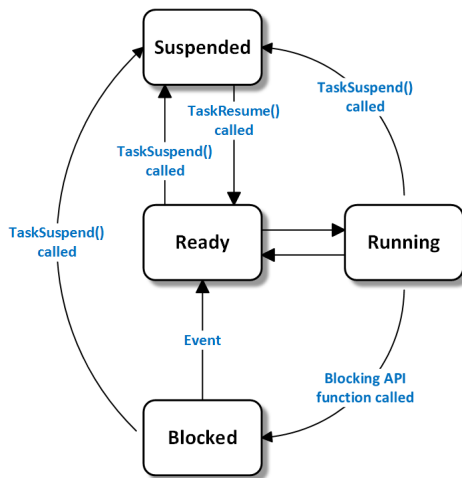 Suspended
TaskSuspend()
called
TaskResume()
called
TaskSuspend()
called
TaskSuspend()
called
Ready
Running
Event
Blocking API
function called
Blocked